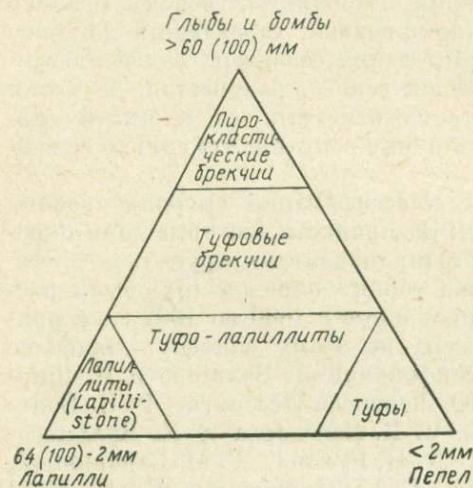 Глыбы и бомбы
>60 (100) мм
Пиро-
класти-
ческие
брекчии
Туфовые
брекчии
Туфо-лапиллиты
Лапил-
литы
(Lapilli-
stone)
Туфы
64 (100)-2мм
Лапилли
<2мм
Пепел